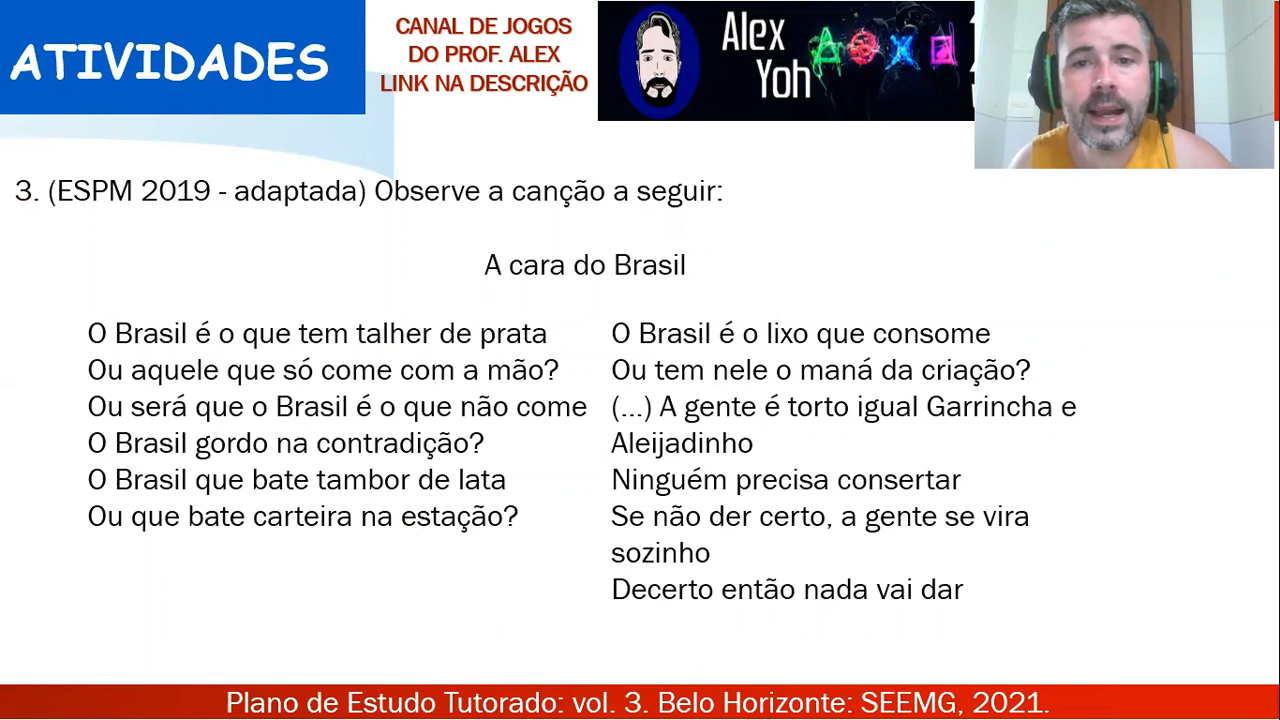 ATIVIDADES
CANAL DE JOGOS
DO PROF. ALEX
LINK NA DESCRIÇÃO
Alex
Yoh
3. (ESPM 2019 - adaptada) Observe a canção a seguir:
A cara do Brasil
O Brasil é o que tem talher de prata
Ou aquele que só come com a mão?
Ou será que o Brasil é o que não come
O Brasil gordo na contradição?
O Brasil que bate tambor de lata
Ou que bate carteira na estação?
O Brasil é o lixo que consome
Ou tem nele o maná da criação?
(...) A gente é torto igual Garrincha e
Aleijadinho
Ninguém precisa consertar
Se não der certo, a gente se vira
sozinho
Decerto então nada vai dar
Plano de Estudo Tutorado: vol. 3. Belo Horizonte: SEEMG, 2021.